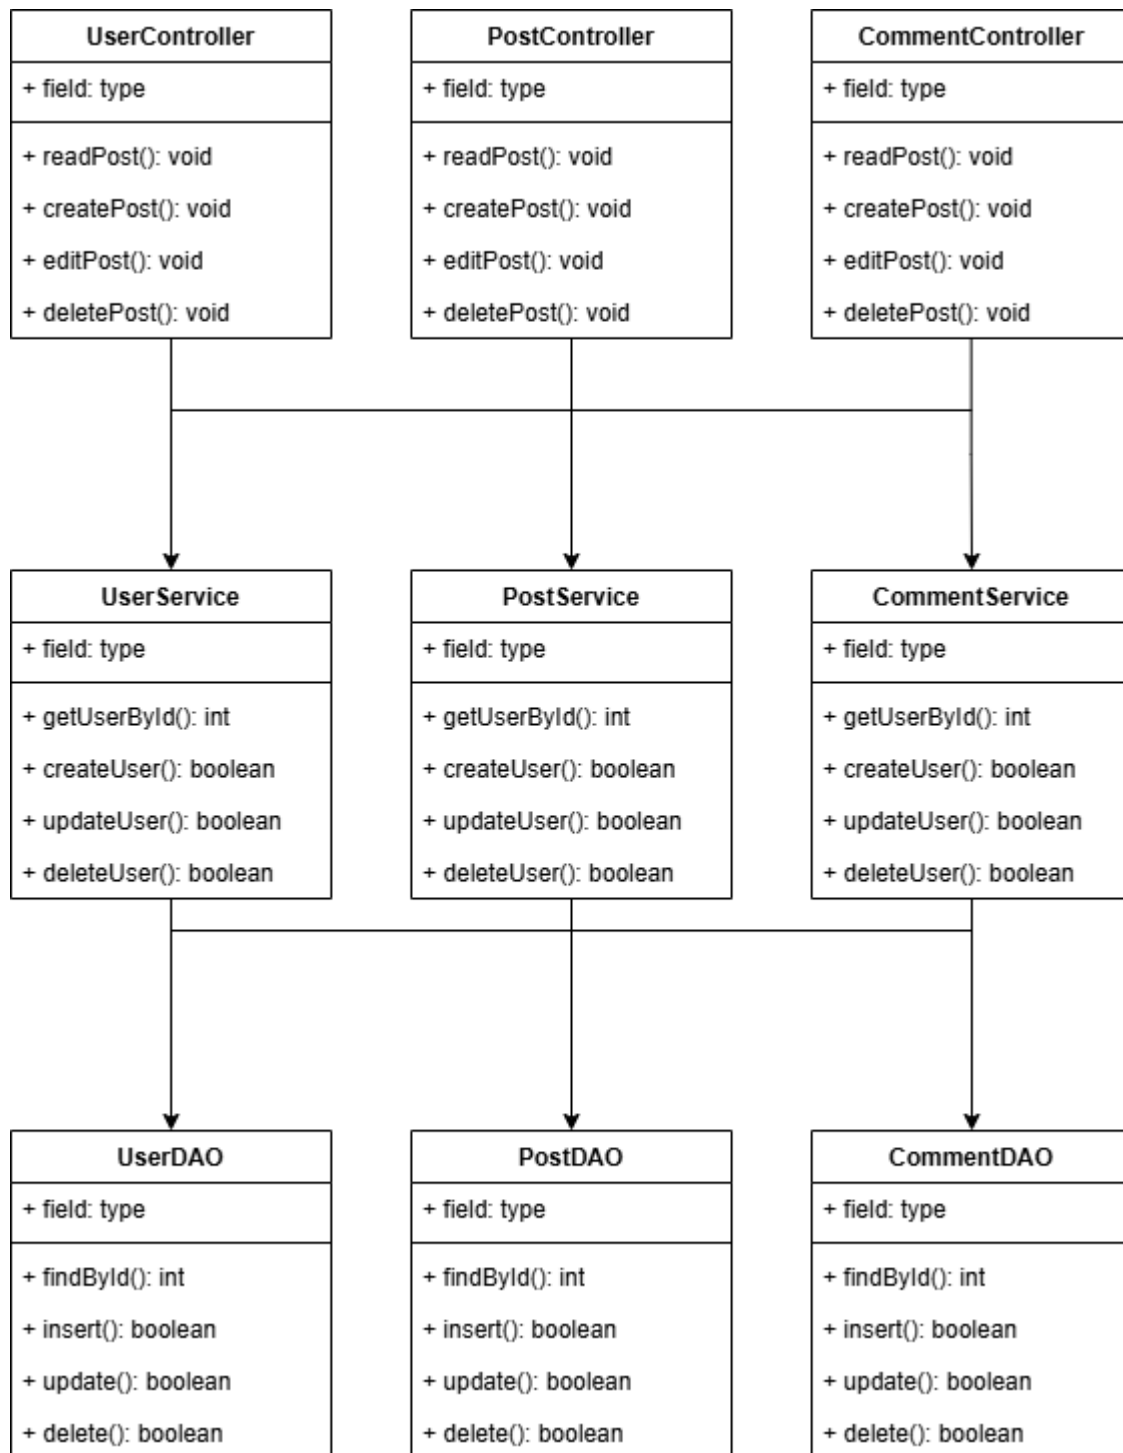 UserController
+ field: type
+ readPost(): void
+ createPost(): void
+ editPost(): void
+ deletePost(): void
PostController
+ field: type
+ readPost(): void
+ createPost(): void
+ editPost(): void
+ deletePost(): void
CommentController
+ field: type
+ readPost(): void
+ createPost(): void
+ editPost(): void
+ deletePost(): void
UserService
+ field: type
+ getUserById(): int
+ createUser(): boolean
+ updateUser(): boolean
+ deleteUser(): boolean
PostService
+ field: type
+ getUserById(): int
+ createUser(): boolean
+ updateUser(): boolean
+ deleteUser(): boolean
CommentService
+ field: type
+ getUserById(): int
+ createUser(): boolean
+ updateUser(): boolean
+ deleteUser(): boolean
UserDAO
+ field: type
+ findById(): int
+ insert(): boolean
+ update(): boolean
+ delete(): boolean
PostDAO
+ field: type
+ findById(): int
+ insert(): boolean
+ update(): boolean
+ delete(): boolean
CommentDAO
+ field: type
+ findById(): int
+ insert(): boolean
+ update(): boolean
+ delete(): boolean